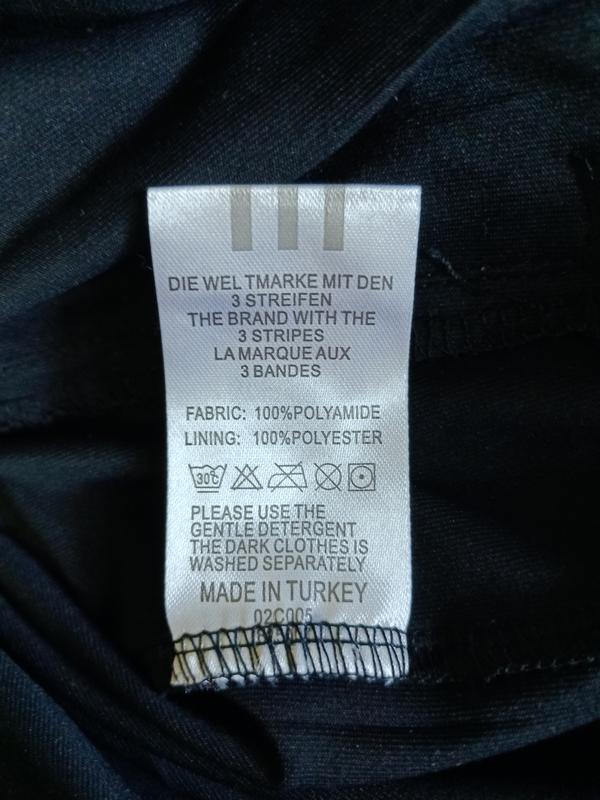 DIE WEL TMARKE MIT DEN
3 STREIFEN
THE BRAND WITH THE
3 STRIPES
LA MARQUE AUX
3 BANDES
FABRIC: 100%POLYAMIDE
LINING: 100%POLYESTER
30℃
PLEASE USE THE
GENTLE DETERGENT
THE DARK CLOTHES IS
WASHED SEPARATELY
MADE IN TURKEY
02C005